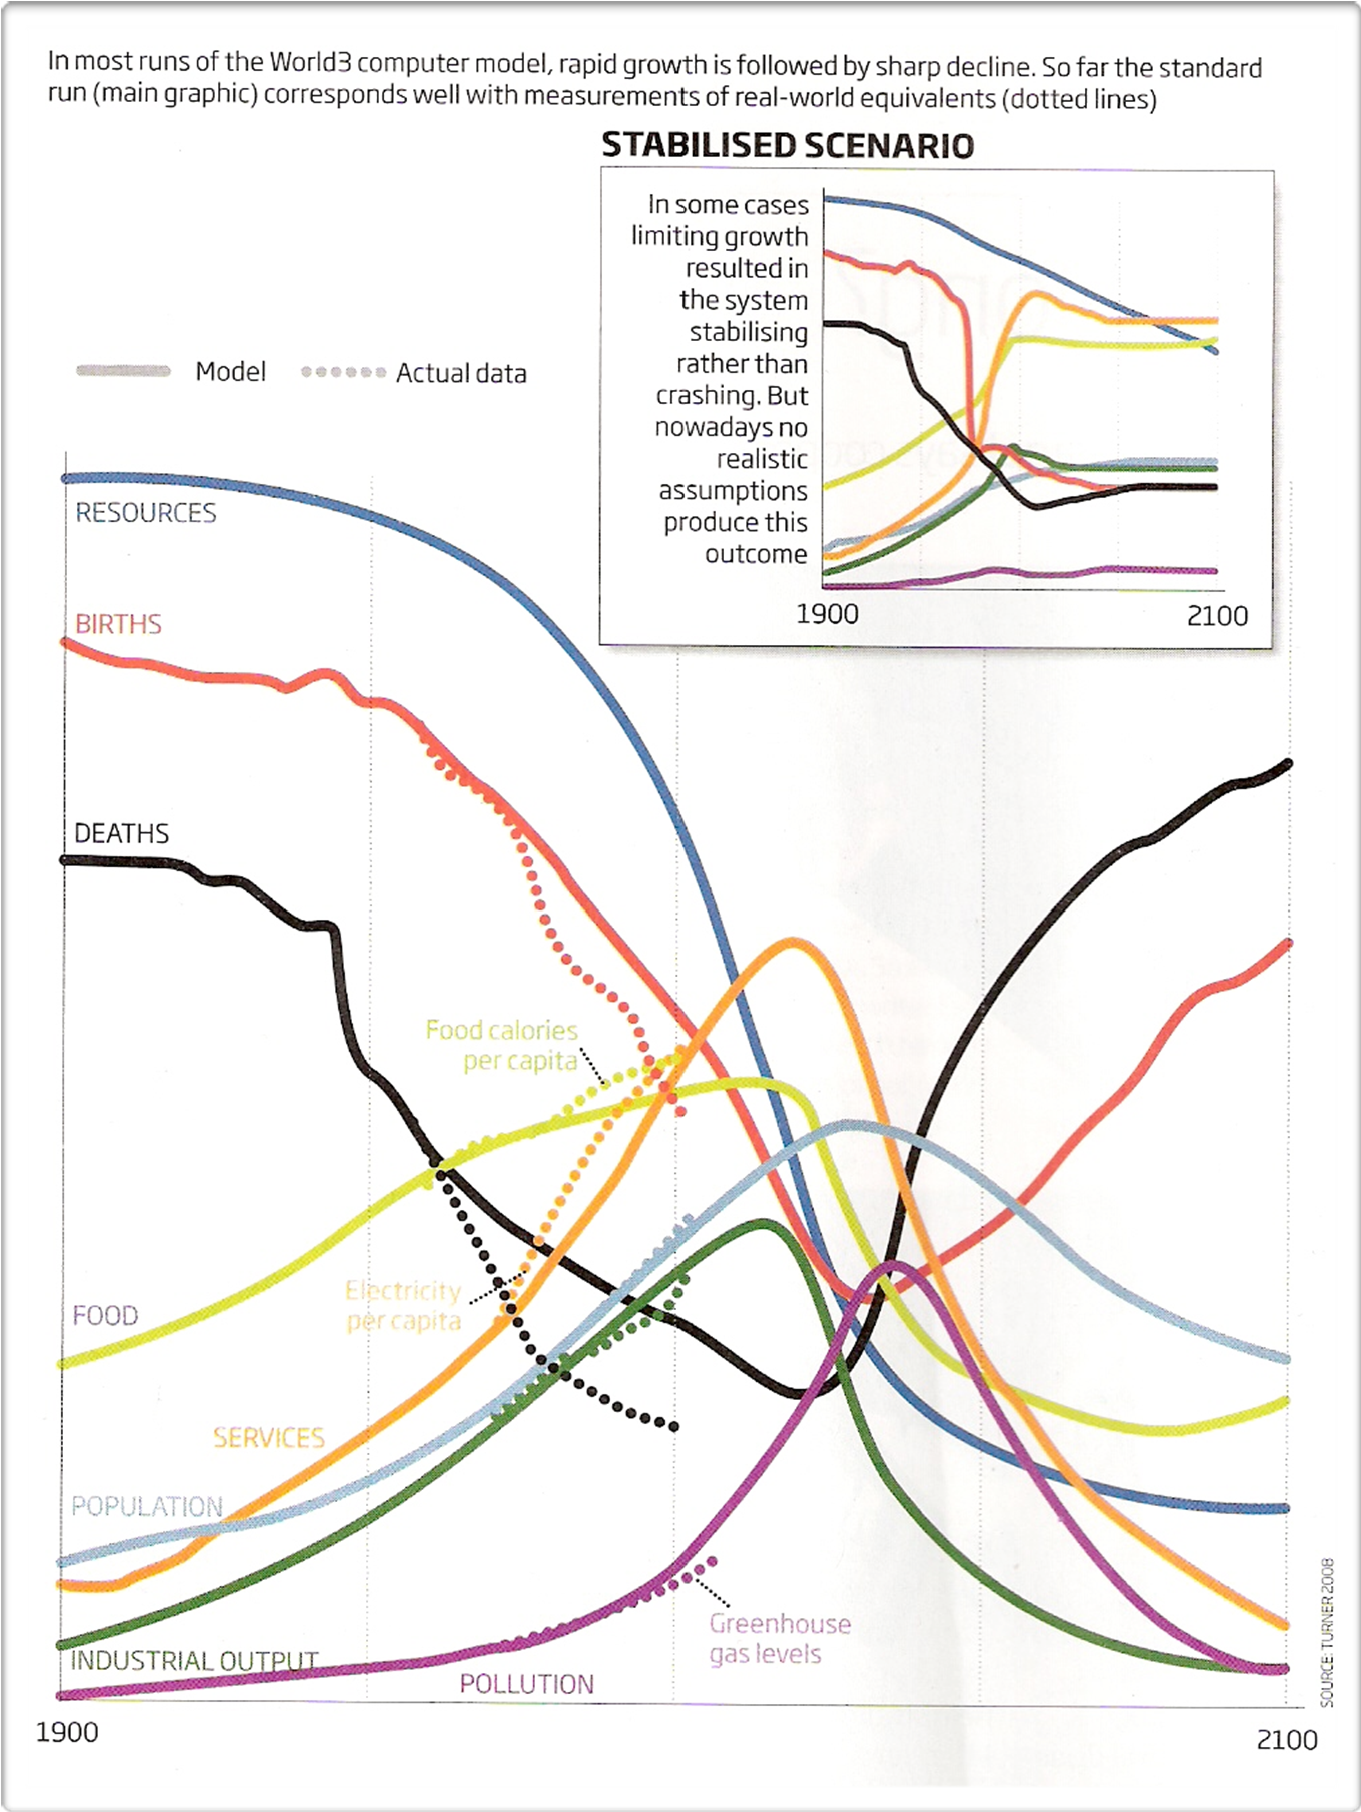 In most runs of the World3 computer model, rapid growth is followed by sharp decline. So far the standard
run (main graphic) corresponds well with measurements of real-world equivalents (dotted lines)
STABILISED SCENARIO
In some cases
limiting growth
resulted in
the system
stabilising
rather than
crashing. But
nowadays no
realistic
assumptions
produce this
outcome
1900
2100
Model
Actual data
RESOURCES
BIRTHS
DEATHS
Food calories
per capita
Electricity
per capita
FOOD
SERVICES
POPULATION
INDUSTRIAL OUTPUT
POLLUTION
Greenhouse
gas levels
1900
2100
SOURCE: TURNER 2008